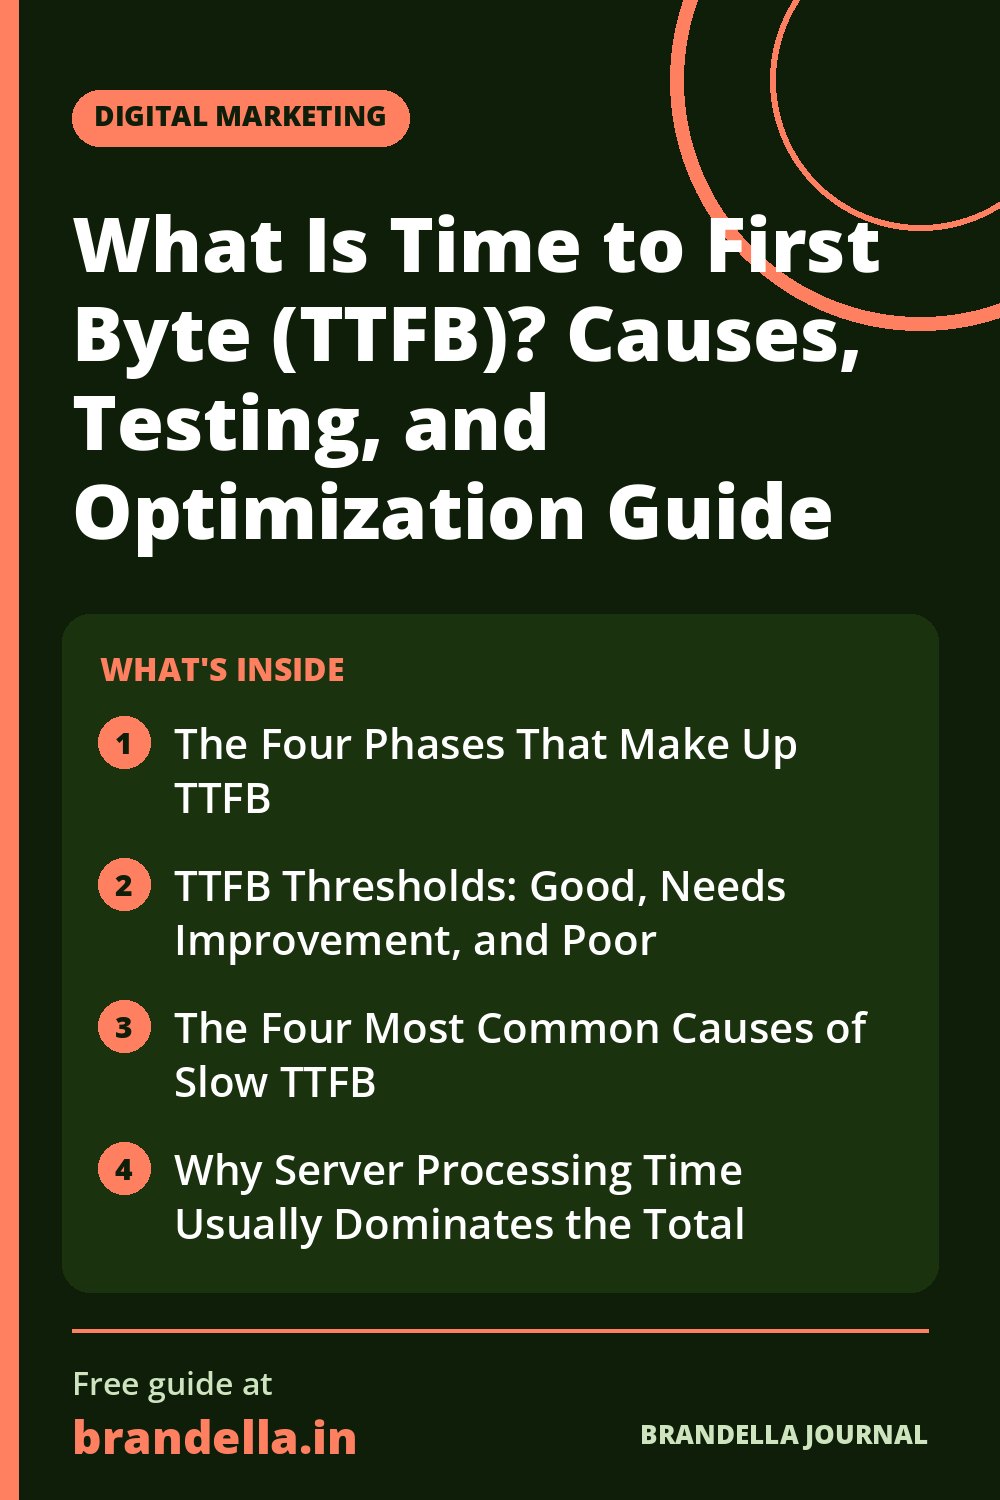 DIGITAL MARKETING
What Is Time to First
Byte (TTFB)? Causes,
Testing, and
Optimization Guide
WHAT'S INSIDE
1 The Four Phases That Make Up
TTFB
2 TTFB Thresholds: Good, Needs
Improvement, and Poor
3 The Four Most Common Causes of
Slow TTFB
4 Why Server Processing Time
Usually Dominates the Total
Free guide at
brandella.in
BRANDELLA JOURNAL